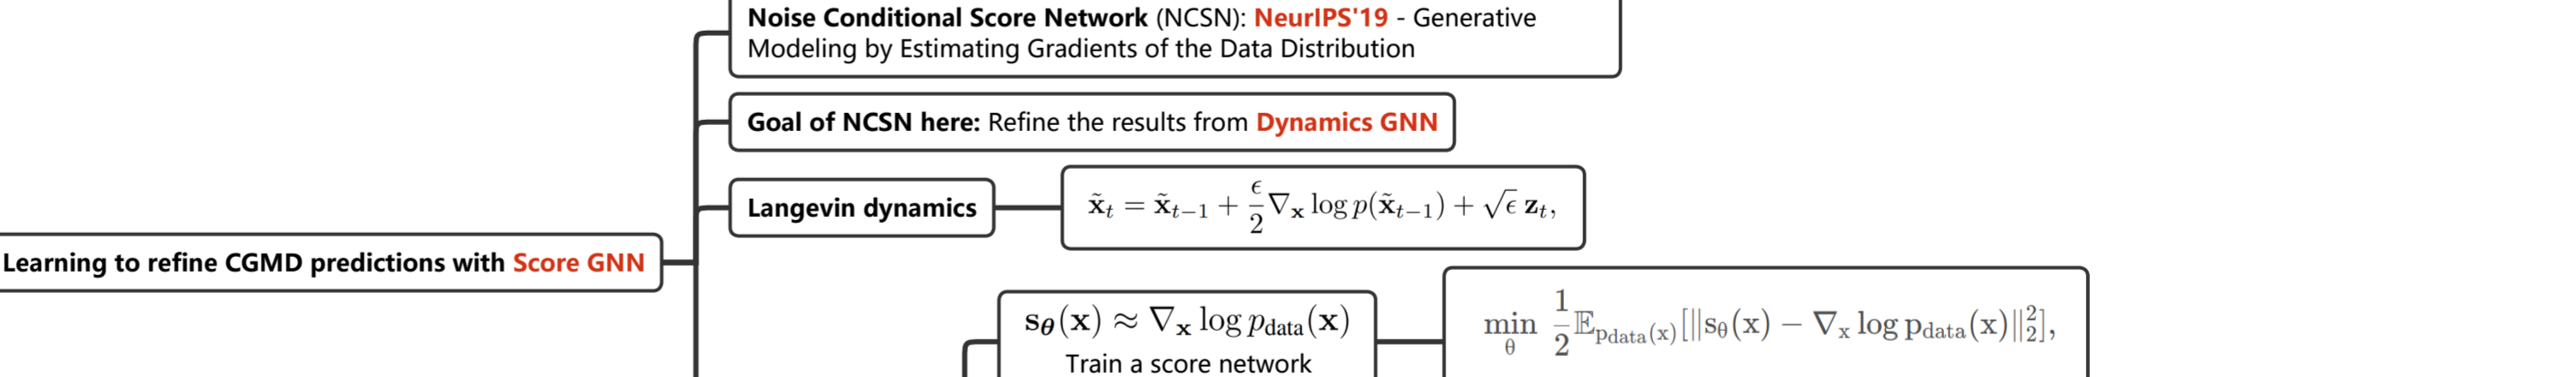 Noise Conditional Score Network (NCSN): NeurIPS'19 - Generative
Modeling by Estimating Gradients of the Data Distribution
Goal of NCSN here: Refine the results from Dynamics GNN
Langevin dynamics
x̃_t = x̃_{t−1} + ϵ/2 ∇_x log p(x̃_{t−1}) + √ϵ z_t,
Learning to refine CGMD predictions with Score GNN
s_θ(x) ≈ ∇_x log p_data(x)
Train a score network
min_θ 1/2 𝔼_{p_data(x)}[‖s_θ(x) − ∇_x log p_data(x)‖_2^2],